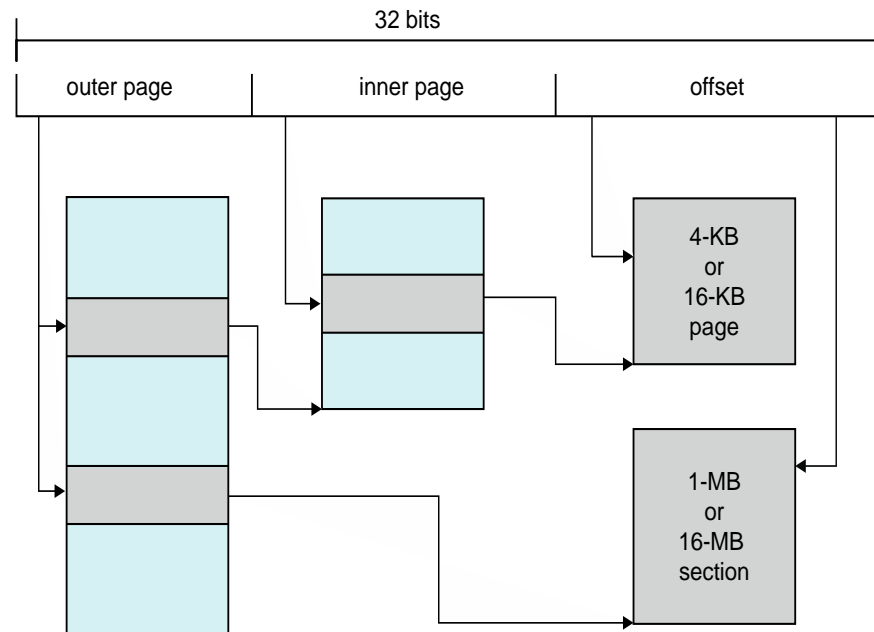 32 bits
outer page
inner page
offset
4-KB
or
16-KB
page
1-MB
or
16-MB
section